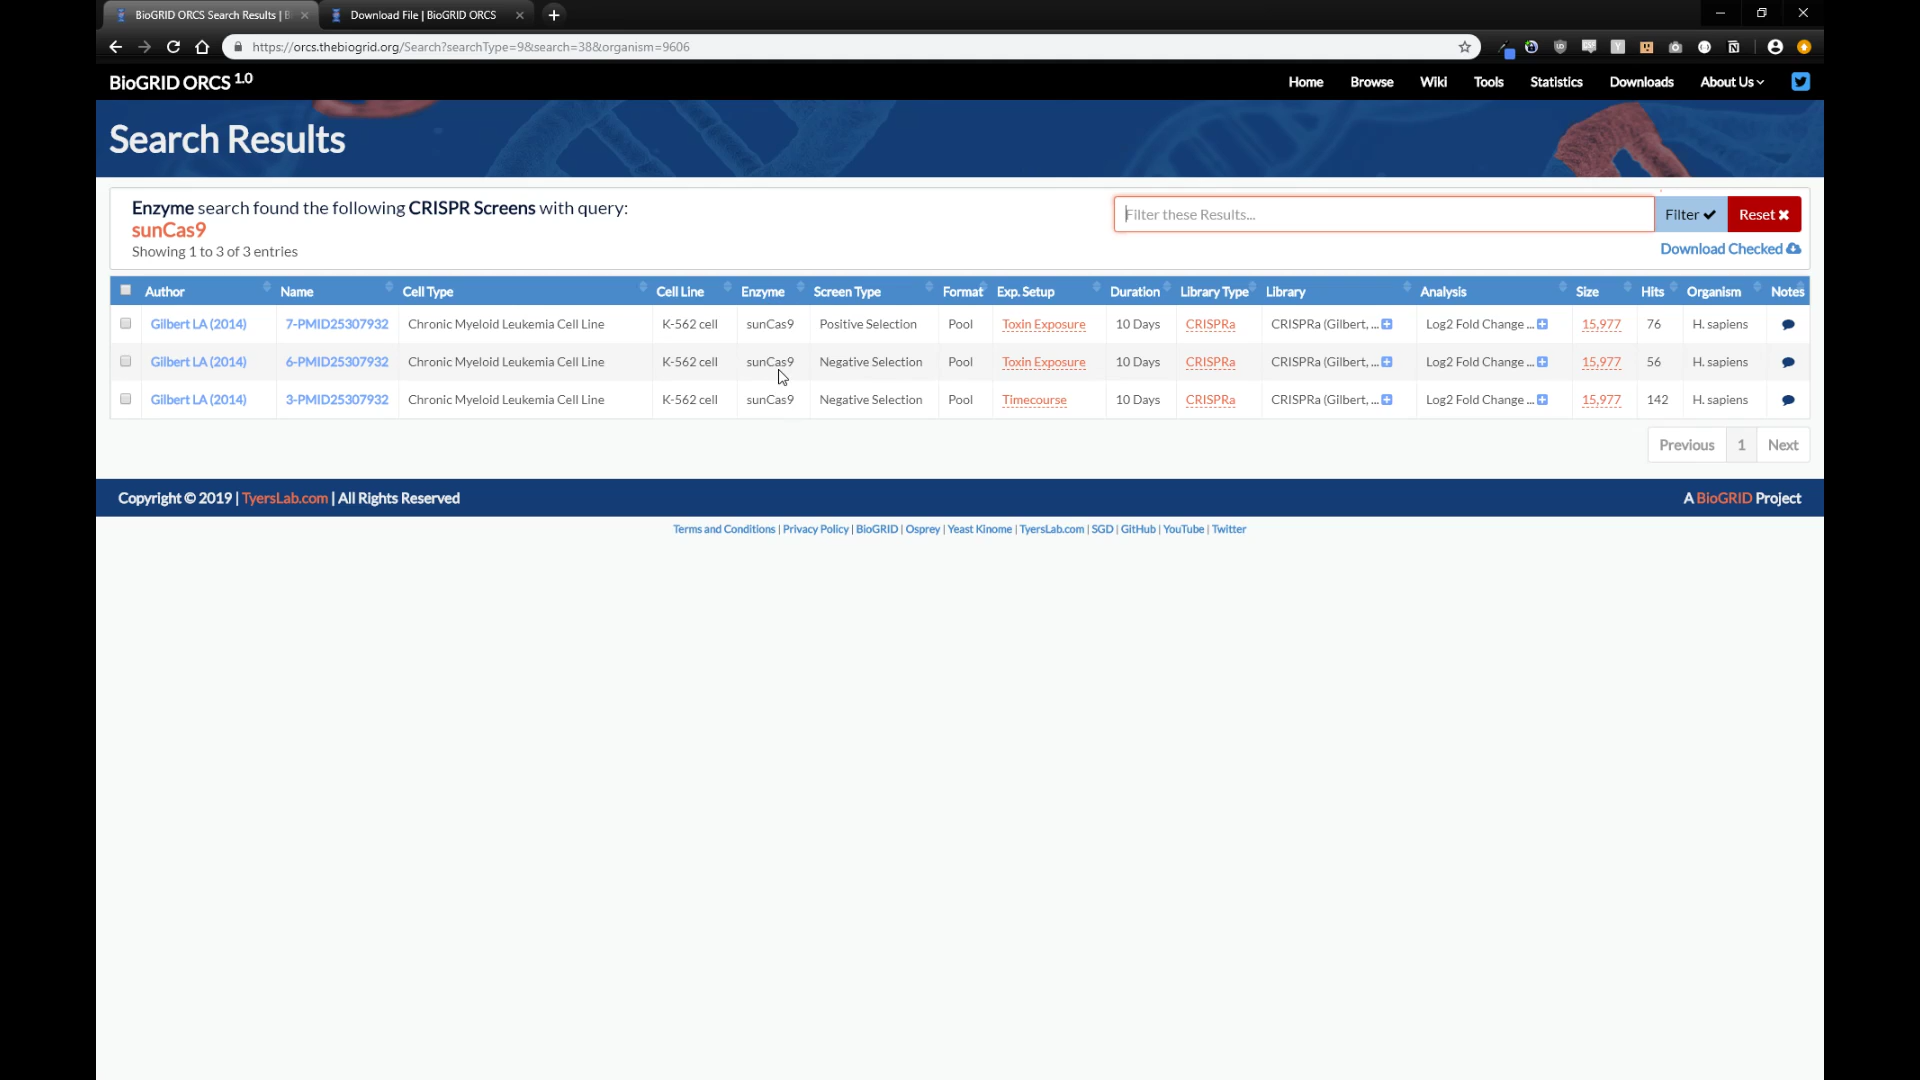 BioGRID ORCS Search Results | B
Download File | BioGRID ORCS
https://orcs.thebiogrid.org/Search?searchType=9&search=38&organism=9606
BioGRID ORCS 1.0
Home Browse Wiki Tools Statistics Downloads About Us
Search Results
Enzyme search found the following CRISPR Screens with query:
sunCas9
Showing 1 to 3 of 3 entries
Filter these Results... Filter Reset
Download Checked
Author Name Cell Type Cell Line Enzyme Screen Type Format Exp. Setup Duration Library Type Library Analysis Size Hits Organism Notes
Gilbert LA (2014) 7-PMID25307932 Chronic Myeloid Leukemia Cell Line K-562 cell sunCas9 Positive Selection Pool Toxin Exposure 10 Days CRISPRa CRISPRa (Gilbert, ... Log2 Fold Change ... 15,977 76 H. sapiens
Gilbert LA (2014) 6-PMID25307932 Chronic Myeloid Leukemia Cell Line K-562 cell sunCas9 Negative Selection Pool Toxin Exposure 10 Days CRISPRa CRISPRa (Gilbert, ... Log2 Fold Change ... 15,977 56 H. sapiens
Gilbert LA (2014) 3-PMID25307932 Chronic Myeloid Leukemia Cell Line K-562 cell sunCas9 Negative Selection Pool Timecourse 10 Days CRISPRa CRISPRa (Gilbert, ... Log2 Fold Change ... 15,977 142 H. sapiens
Previous 1 Next
Copyright © 2019 | TyersLab.com | All Rights Reserved
A BioGRID Project
Terms and Conditions | Privacy Policy | BioGRID | Osprey | Yeast Kinome | TyersLab.com | SGD | GitHub | YouTube | Twitter